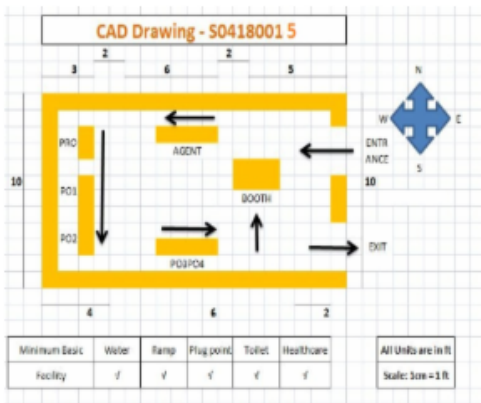 CAD Drawing - S0418001 5
2 2
3 6 5
N
PRO
AGENT
W E
ENTR
ANCE
S
10 PO1 10
BOOTH
PO2
EXIT
PO3PO4
4 6 2
Minimum Basic Water Ramp Plug point Toilet Healthcare
Facility √ √ √ √ √
All Units are in ft
Scale: 1cm = 1 ft